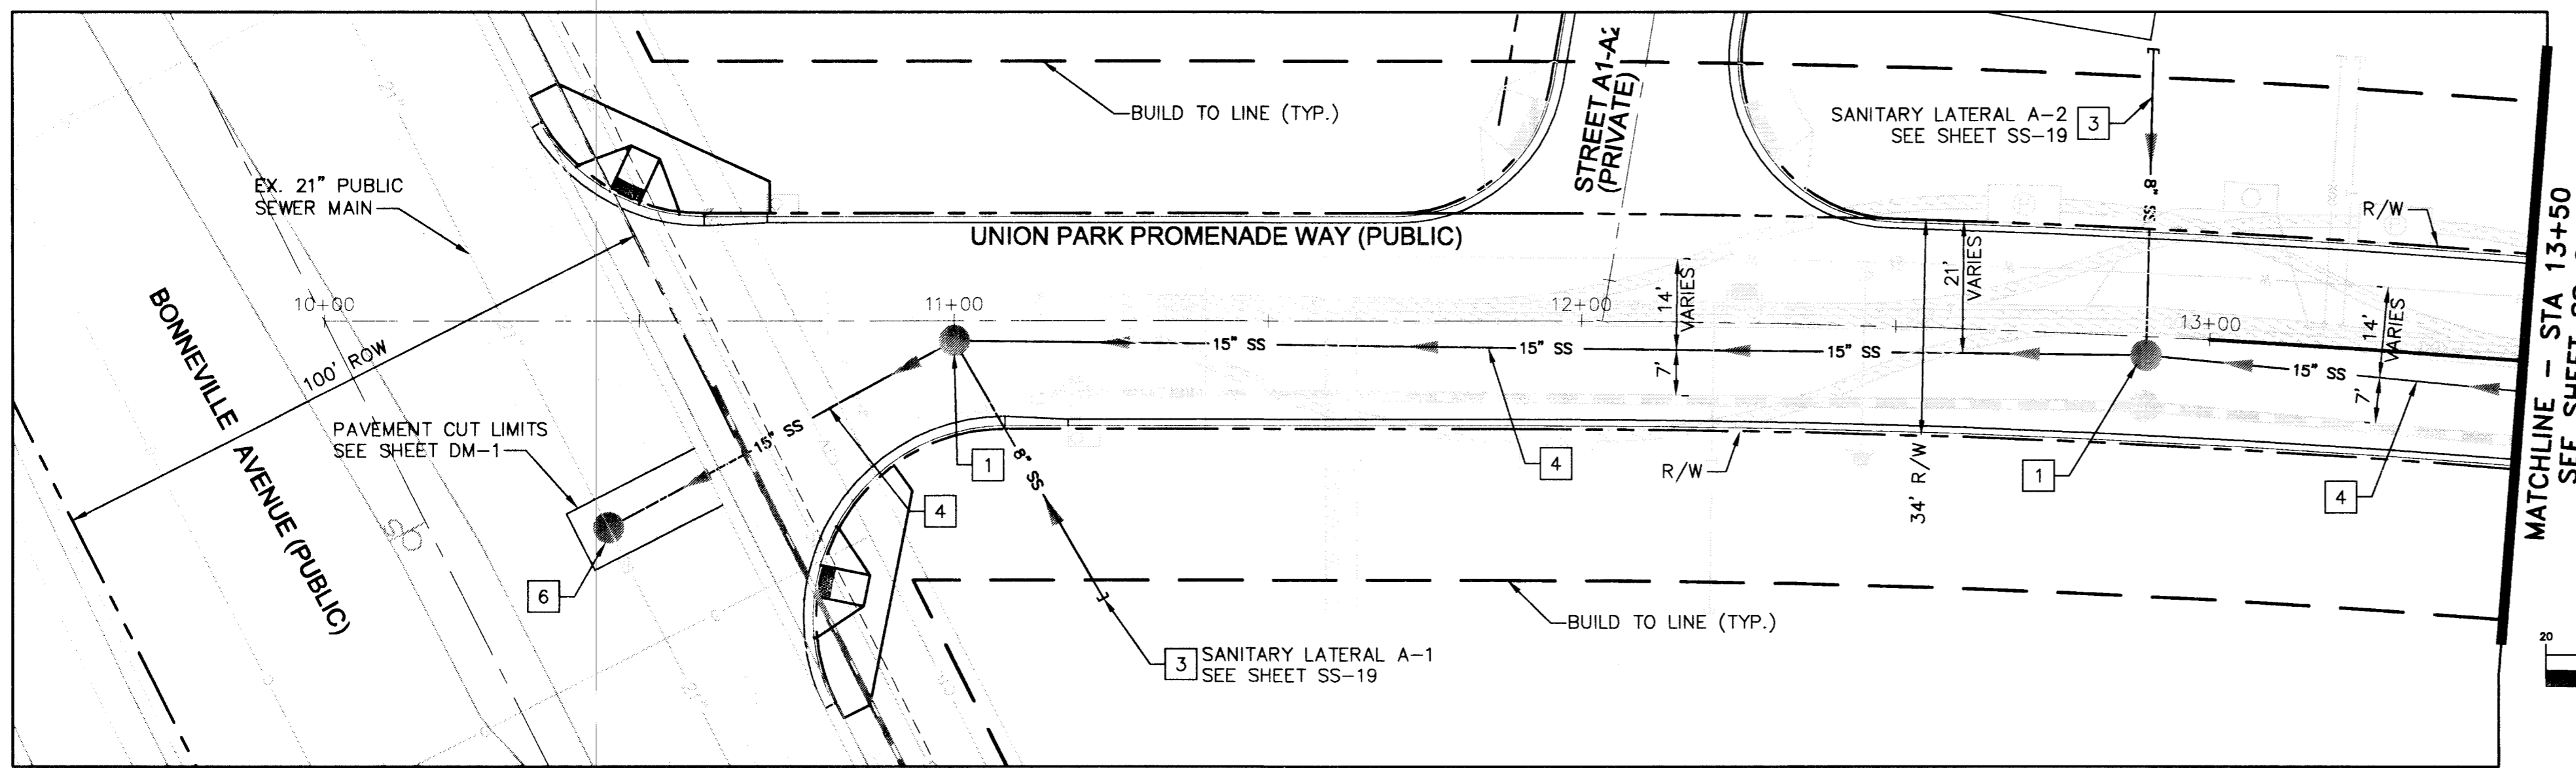 BUILD TO LINE (TYP.)
STREET A1-A2
(PRIVATE)
SANITARY LATERAL A-2
SEE SHEET SS-19
3
8" SS
EX. 21" PUBLIC
SEWER MAIN
R/W
UNION PARK PROMENADE WAY (PUBLIC)
21'
VARIES
14'
VARIES
14'
VARIES
10+00
11+00
12+00
13+00
BONNEVILLE AVENUE (PUBLIC)
100' ROW
15" SS
15" SS
15" SS
15" SS
7'
7'
PAVEMENT CUT LIMITS
SEE SHEET DM-1
15" SS
8" SS
1
4
R/W
34' R/W
1
4
4
6
BUILD TO LINE (TYP.)
3
SANITARY LATERAL A-1
SEE SHEET SS-19
MATCHLINE - STA 13+50
SEE SHEET
20